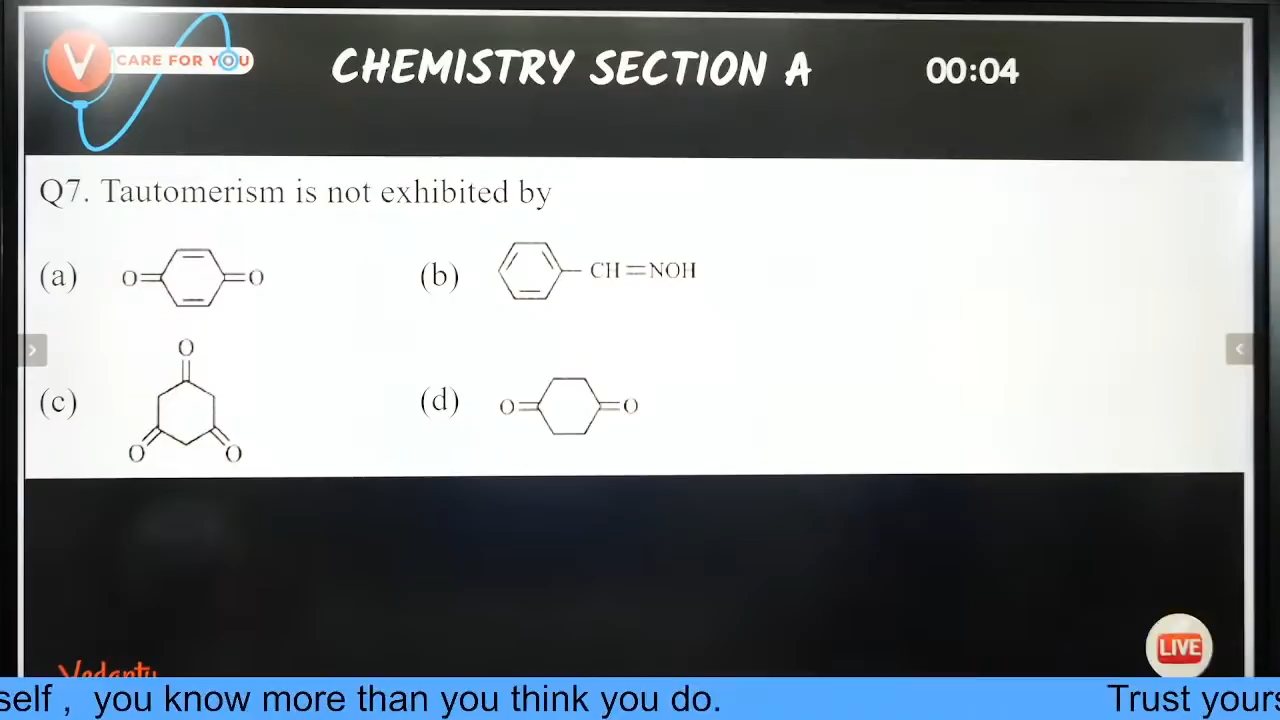 V CARE FOR YOU
CHEMISTRY SECTION A
00:04
Q7. Tautomerism is not exhibited by
(a) O O
(b) CH=NOH
(c) O O O
(d) O O
LIVE
Vedantu
self , you know more than you think you do. Trust yours